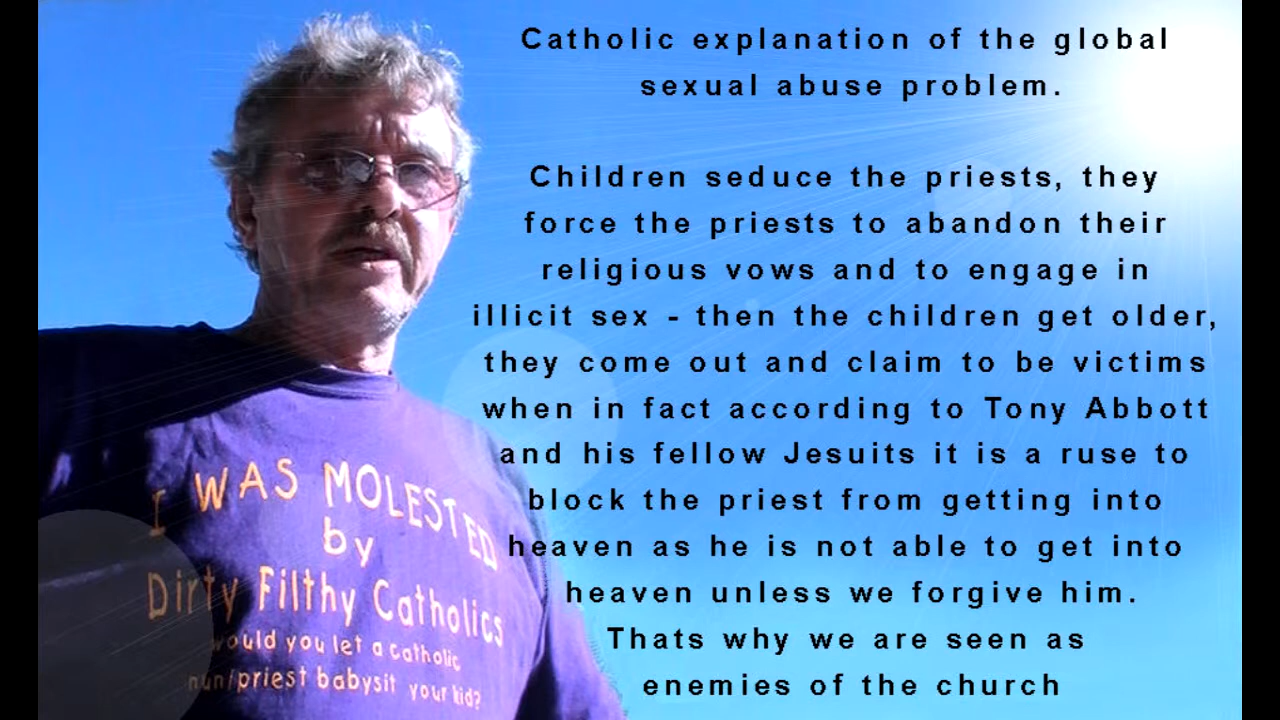 Catholic explanation of the global
sexual abuse problem.
Children seduce the priests, they
force the priests to abandon their
religious vows and to engage in
illicit sex - then the children get older,
they come out and claim to be victims
when in fact according to Tony Abbott
and his fellow Jesuits it is a ruse to
block the priest from getting into
heaven as he is not able to get into
heaven unless we forgive him.
Thats why we are seen as
enemies of the church
I WAS MOLESTED
by
Dirty Filthy Catholics
would you let a catholic
nun/priest babysit your kid?